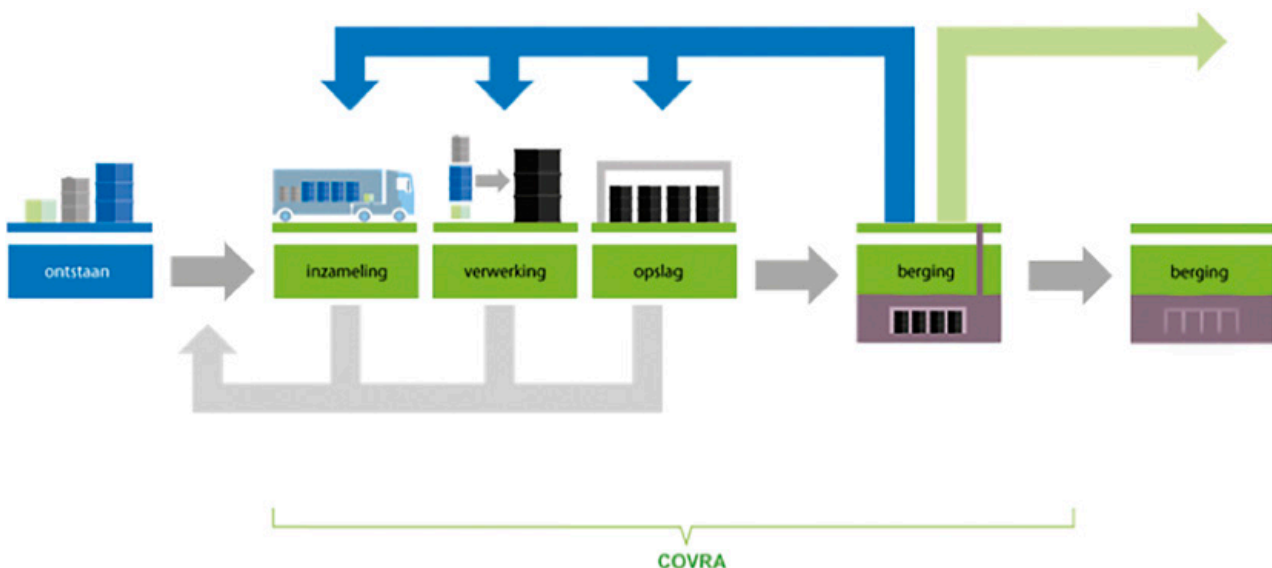 ontstaan
inzameling
verwerking
opslag
berging
berging
COVRA